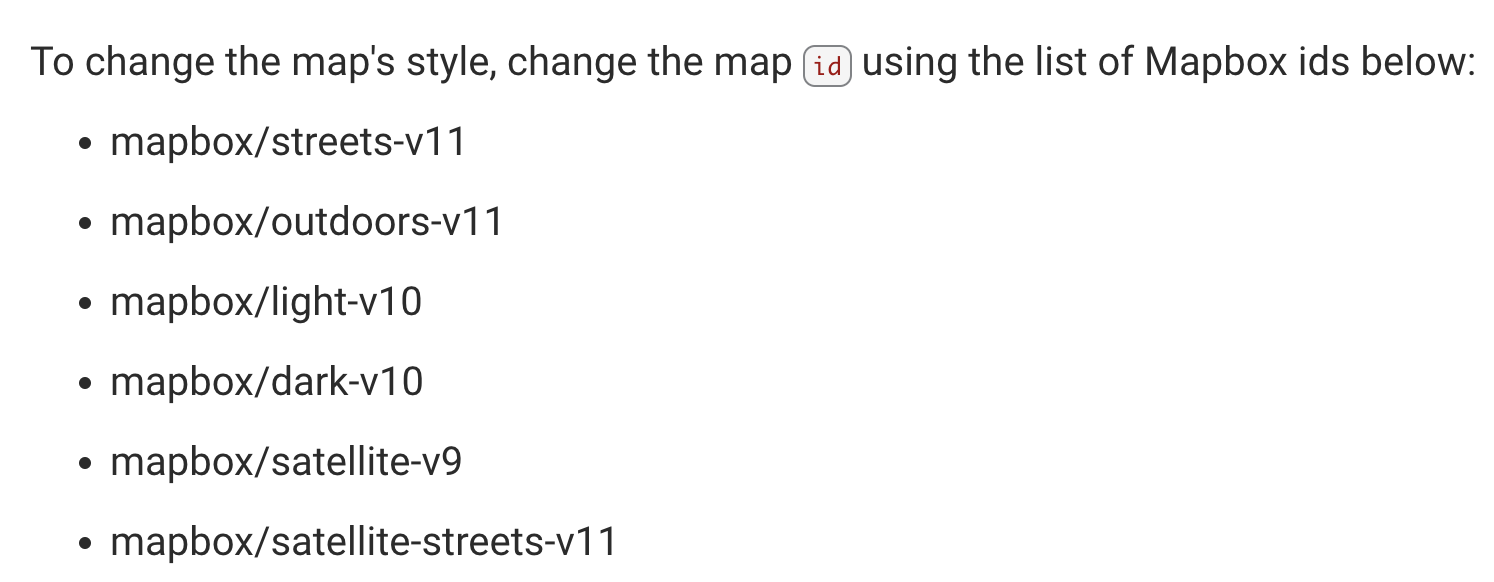 To change the map's style, change the map id using the list of Mapbox ids below:
• mapbox/streets-v11
• mapbox/outdoors-v11
• mapbox/light-v10
• mapbox/dark-v10
• mapbox/satellite-v9
• mapbox/satellite-streets-v11